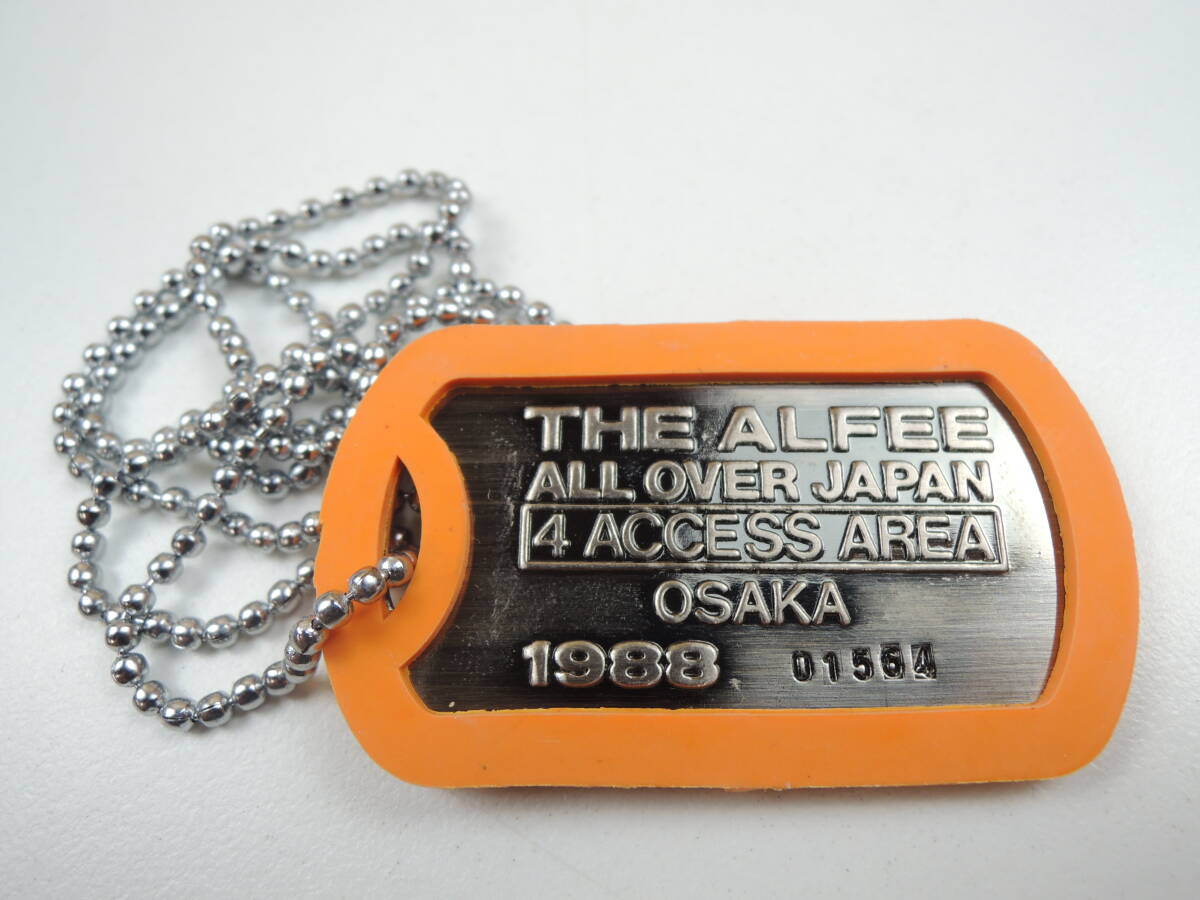 THE ALFEE
ALL OVER JAPAN
4 ACCESS AREA
OSAKA
1988 01564